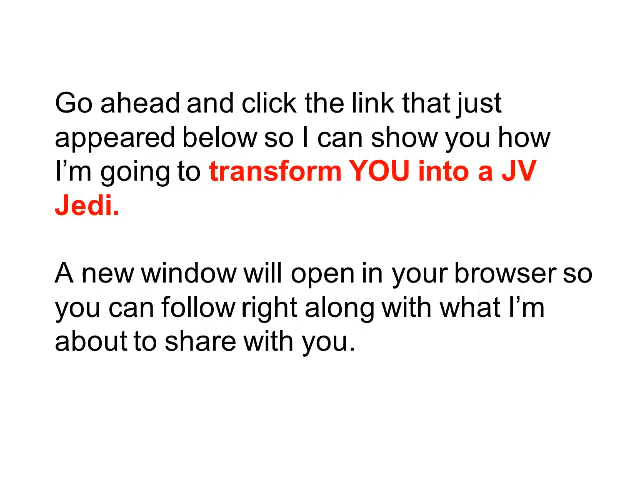 Go ahead and click the link that just
appeared below so I can show you how
I’m going to transform YOU into a JV
Jedi.
A new window will open in your browser so
you can follow right along with what I’m
about to share with you.